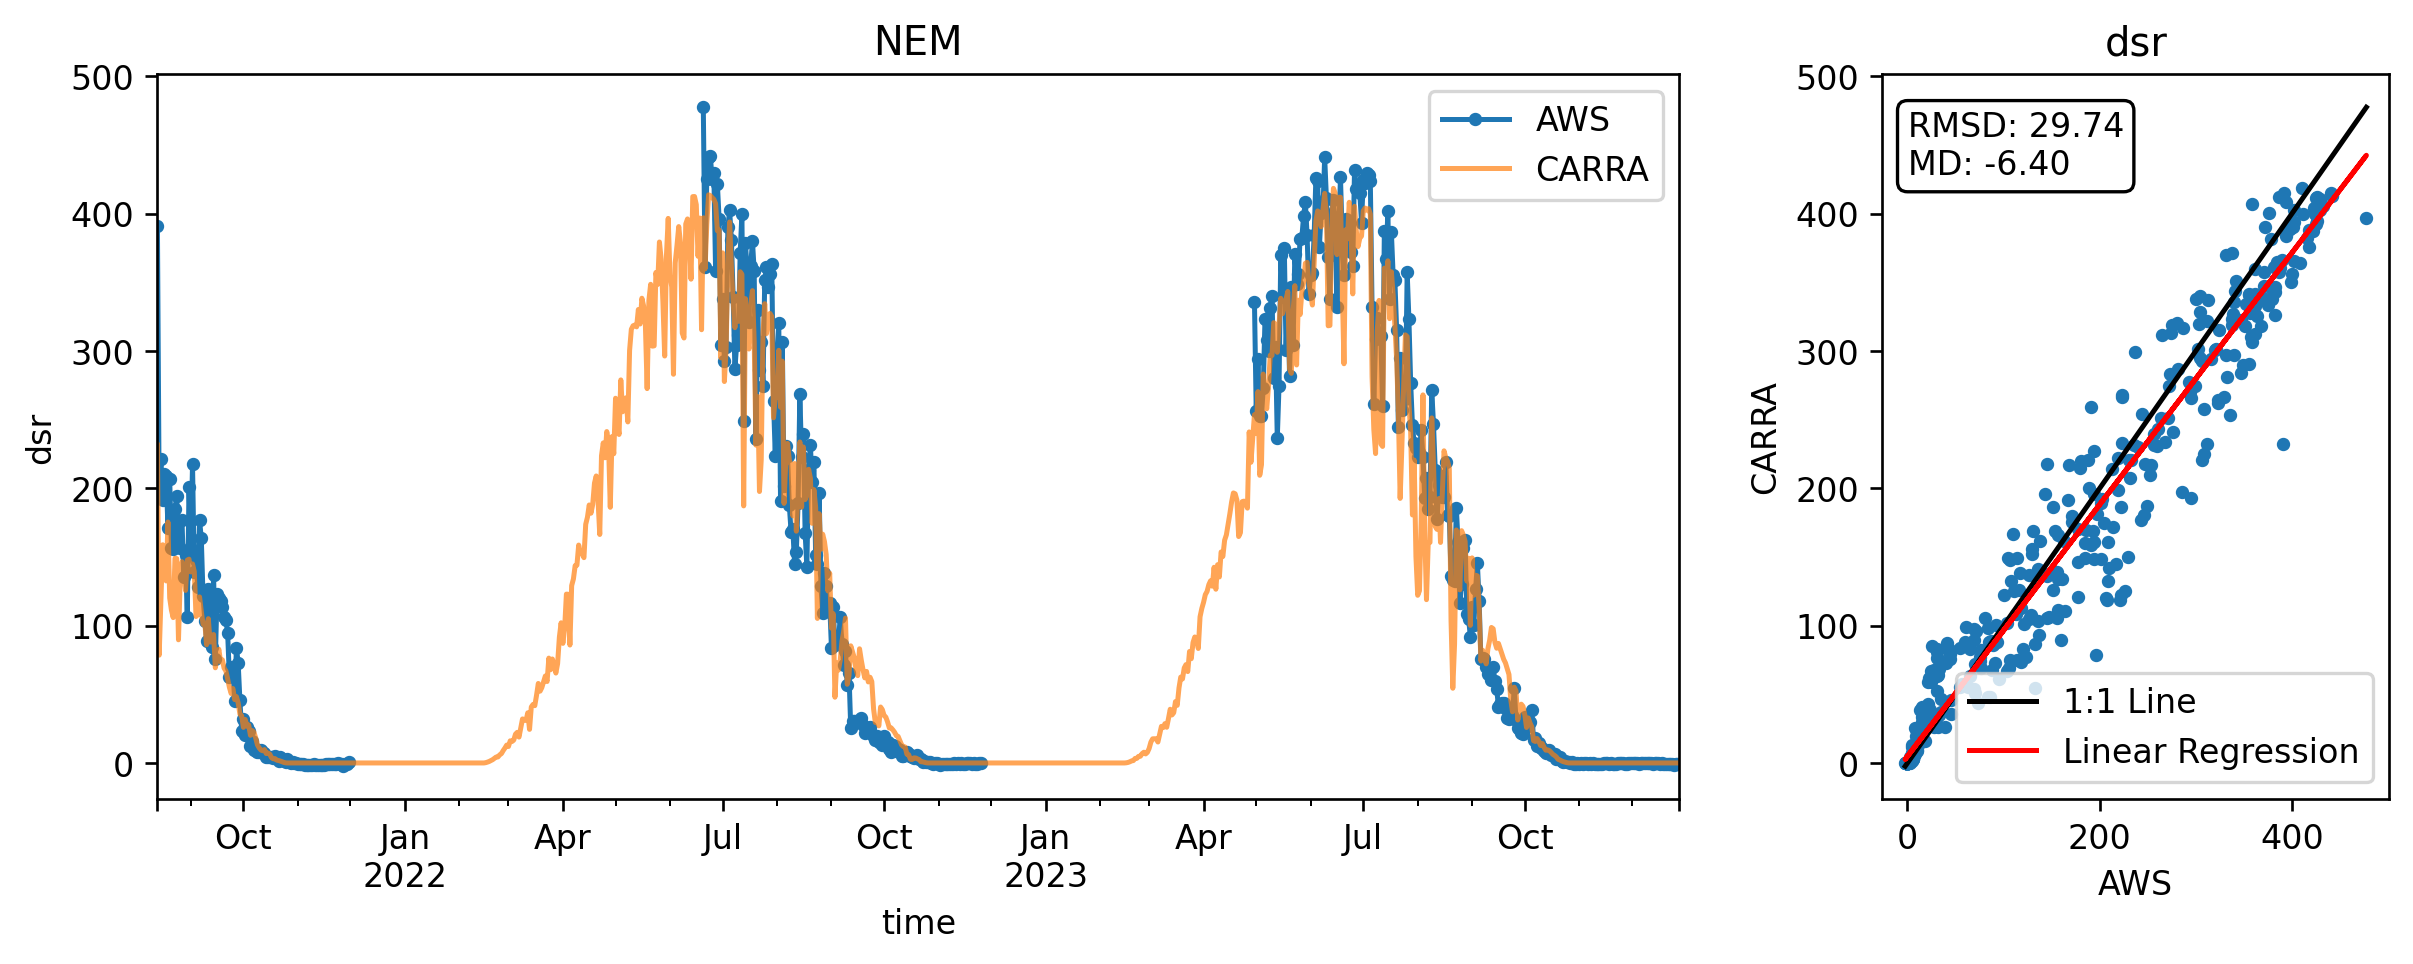 NEM
dsr
500
400
300
200
100
0
dsr
AWS
CARRA
Oct
Jan
2022
Apr
Jul
Oct
Jan
2023
Apr
Jul
Oct
time
500
400
300
200
100
0
CARRA
RMSD: 29.74
MD: -6.40
1:1 Line
Linear Regression
0
200
400
AWS